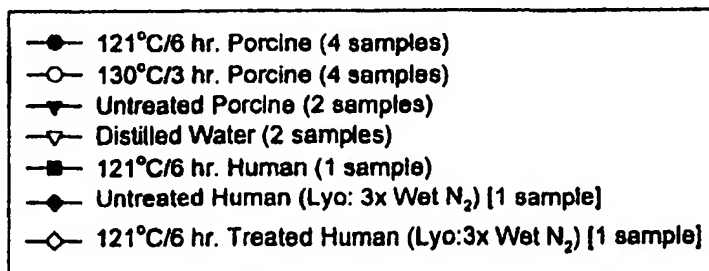 121°C/6 hr. Porcine (4 samples)
130°C/3 hr. Porcine (4 samples)
Untreated Porcine (2 samples)
Distilled Water (2 samples)
121°C/6 hr. Human (1 sample)
Untreated Human (Lyo: 3x Wet N₂) [1 sample]
121°C/6 hr. Treated Human (Lyo:3x Wet N₂) [1 sample]